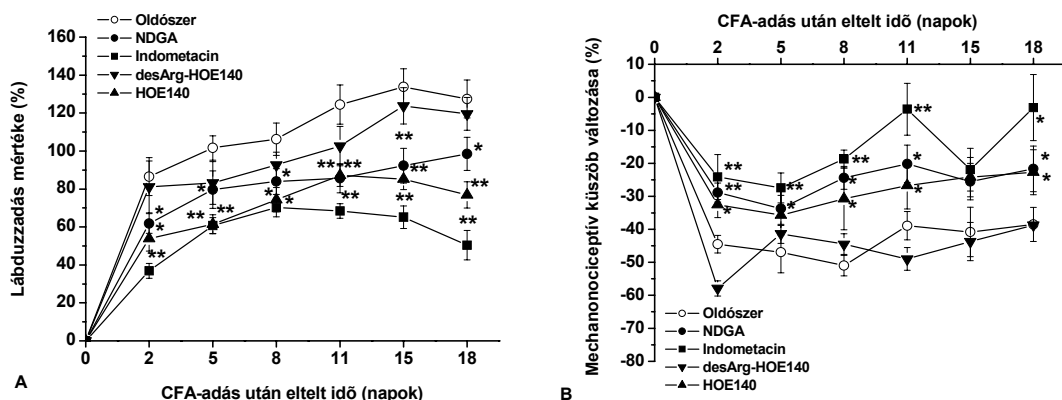 Oldószer
NDGA
Indometacin
desArg-HOE140
HOE140
Lábduzzadás mértéke (%)
160
140
120
100
80
60
40
20
0
** ** ** * * * * ** ** ** ** * * * ** ** ** **
0 2 5 8 11 15 18
A
CFA-adás után eltelt idõ (napok)
CFA-adás után eltelt idõ (napok)
0 2 5 8 11 15 18
Mechanonociceptív küszöb változása (%)
10
0
-10
-20
-30
-40
-50
-60
-70
-80
** ** * ** * ** * * ** * * * * *
Oldószer
NDGA
Indometacin
desArg-HOE140
HOE140
B